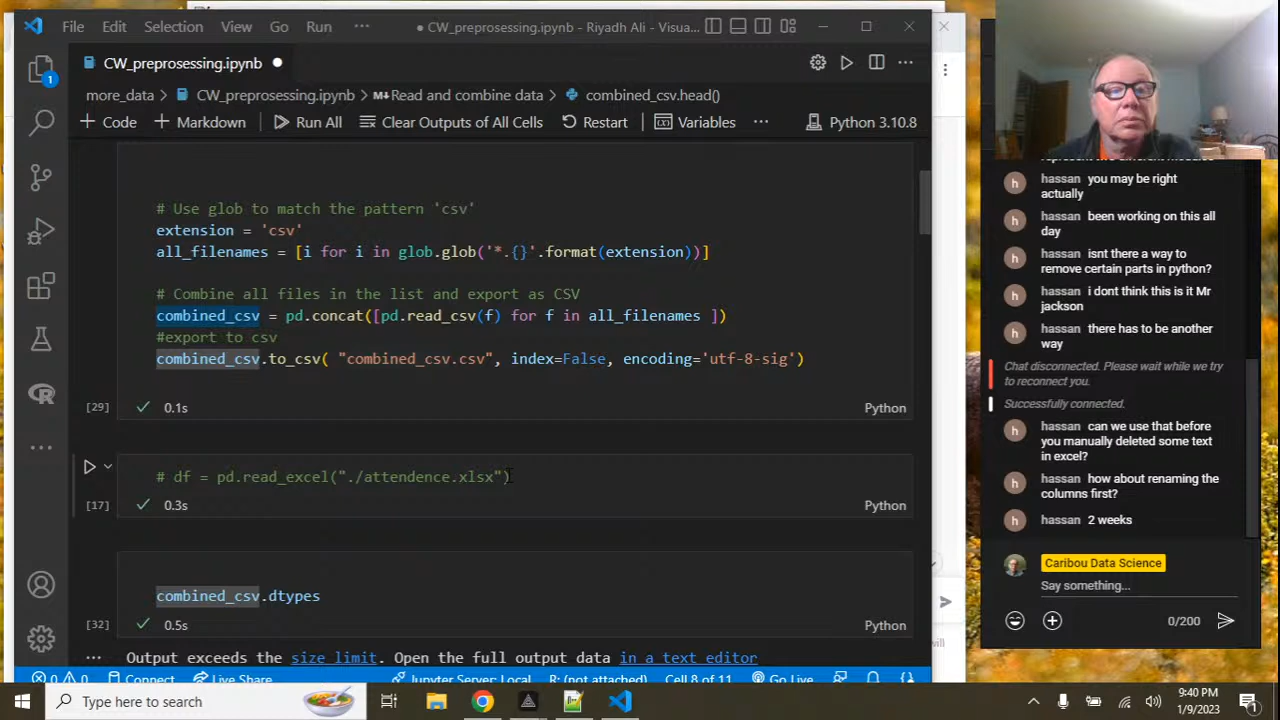 File Edit Selection View Go Run ··· ● CW_preprosessing.ipynb - Riyadh Ali - Visua...
CW_preprosessing.ipynb ●
more_data > CW_preprosessing.ipynb > M↓Read and combine data > combined_csv.head()
+ Code + Markdown Run All Clear Outputs of All Cells Restart Variables ··· Python 3.10.8
# Use glob to match the pattern 'csv'
extension = 'csv'
all_filenames = [i for i in glob.glob('*.{}'.format(extension))]
# Combine all files in the list and export as CSV
combined_csv = pd.concat([pd.read_csv(f) for f in all_filenames ])
#export to csv
combined_csv.to_csv( "combined_csv.csv", index=False, encoding='utf-8-sig')
[29] ✓ 0.1s Python
# df = pd.read_excel("./attendence.xlsx")
[17] ✓ 0.3s Python
combined_csv.dtypes
[32] ✓ 0.5s Python
··· Output exceeds the size limit. Open the full output data in a text editor
0 0 Connect Live Share Jupyter Server: Local R: (not attached) Cell 8 of 11 Go Live
1
h hassan you may be right
actually
h hassan been working on this all
day
h hassan isnt there a way to
remove certain parts in python?
h hassan i dont think this is it Mr
jackson
h hassan there has to be another
way
Chat disconnected. Please wait while we try
to reconnect you.
Successfully connected.
h hassan can we use that before
you manually deleted some text
in excel?
h hassan how about renaming the
columns first?
h hassan 2 weeks
Caribou Data Science
Say something...
0/200
Type here to search
9:40 PM
1/9/2023
1